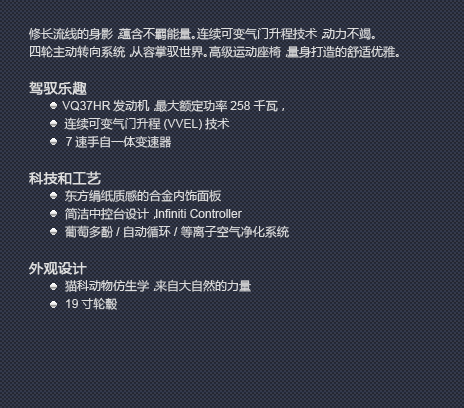 修长流线的身影，蕴含不羁能量。连续可变气门升程技术，动力不竭。
四轮主动转向系统，从容掌驭世界。高级运动座椅，量身打造的舒适优雅。
驾驭乐趣
VQ37HR 发动机，最大额定功率 258 千瓦，
连续可变气门升程 (VVEL) 技术
7 速手自一体变速器
科技和工艺
东方绢纸质感的合金内饰面板
简洁中控台设计，Infiniti Controller
葡萄多酚 / 自动循环 / 等离子空气净化系统
外观设计
猫科动物仿生学，来自大自然的力量
19 寸轮毂